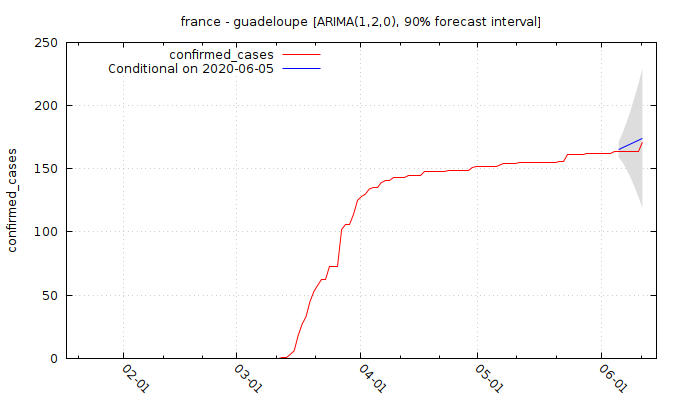 france - guadeloupe [ARIMA(1,2,0), 90% forecast interval]
confirmed_cases
Conditional on 2020-06-05
confirmed_cases
250
200
150
100
50
0
02-01
03-01
04-01
05-01
06-01